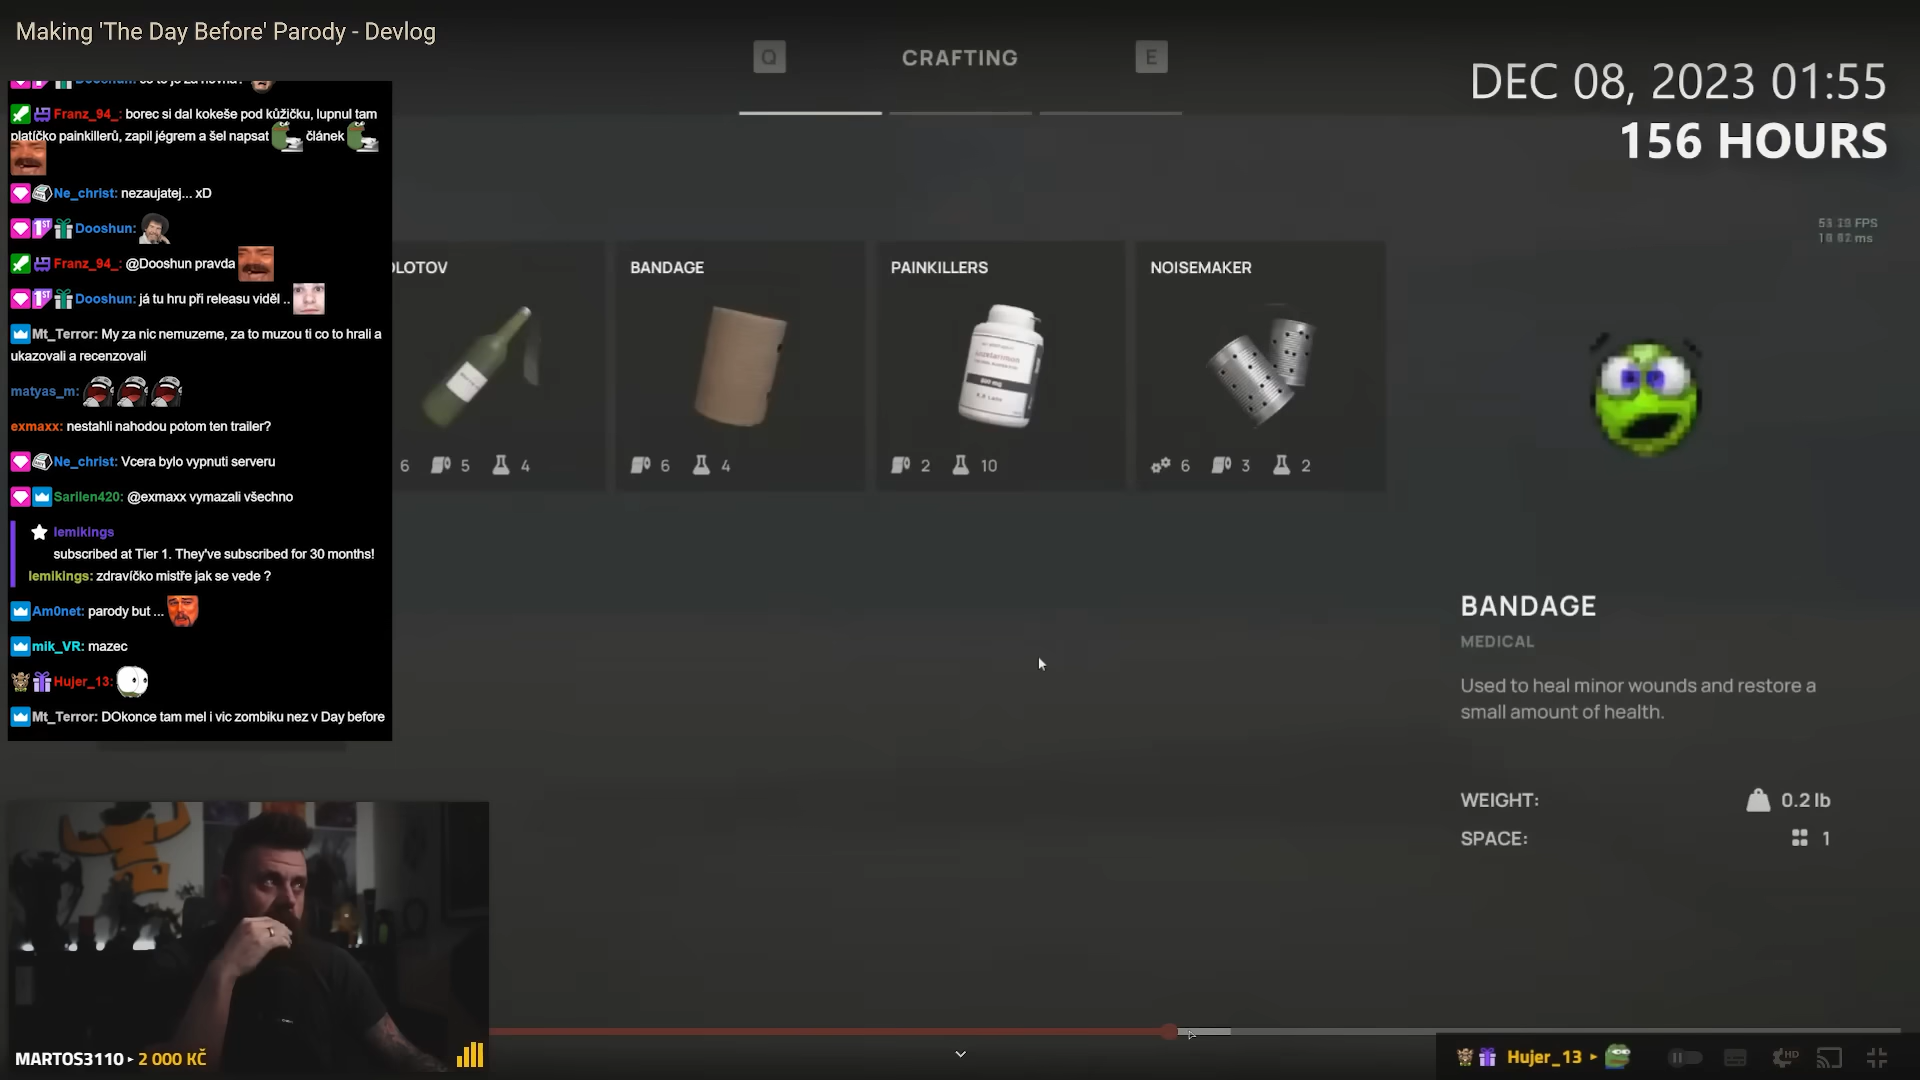 Making 'The Day Before' Parody - Devlog
Q
CRAFTING
E
DEC 08, 2023 01:55
156 HOURS
Franz_94_: borec si dal kokeše pod kůžičku, lupnul tam
platíčko painkillerů, zapil jégrem a šel napsat článek
Ne_christ: nezaujatej... xD
1ST Dooshun:
Franz_94_: @Dooshun pravda
1ST Dooshun: já tu hru při releasu viděl ..
Mt_Terror: My za nic nemuzeme, za to muzou ti co to hrali a
ukazovali a recenzovali
matyas_m:
exmaxx: nestahli nahodou potom ten trailer?
Ne_christ: Vcera bylo vypnuti serveru
Sarilen420: @exmaxx vymazali všechno
lemikings
subscribed at Tier 1. They've subscribed for 30 months!
lemikings: zdravíčko mistře jak se vede ?
Am0net: parody but ...
mik_VR: mazec
Hujer_13:
Mt_Terror: DOkonce tam mel i vic zombiku nez v Day before
OLOTOV
6 5 4
BANDAGE
6 4
PAINKILLERS
2 10
NOISEMAKER
6 3 2
BANDAGE
MEDICAL
Used to heal minor wounds and restore a
small amount of health.
WEIGHT: 0.2 lb
SPACE: 1
MARTOS3110 ▸ 2 000 KČ
Hujer_13 ▸
HD